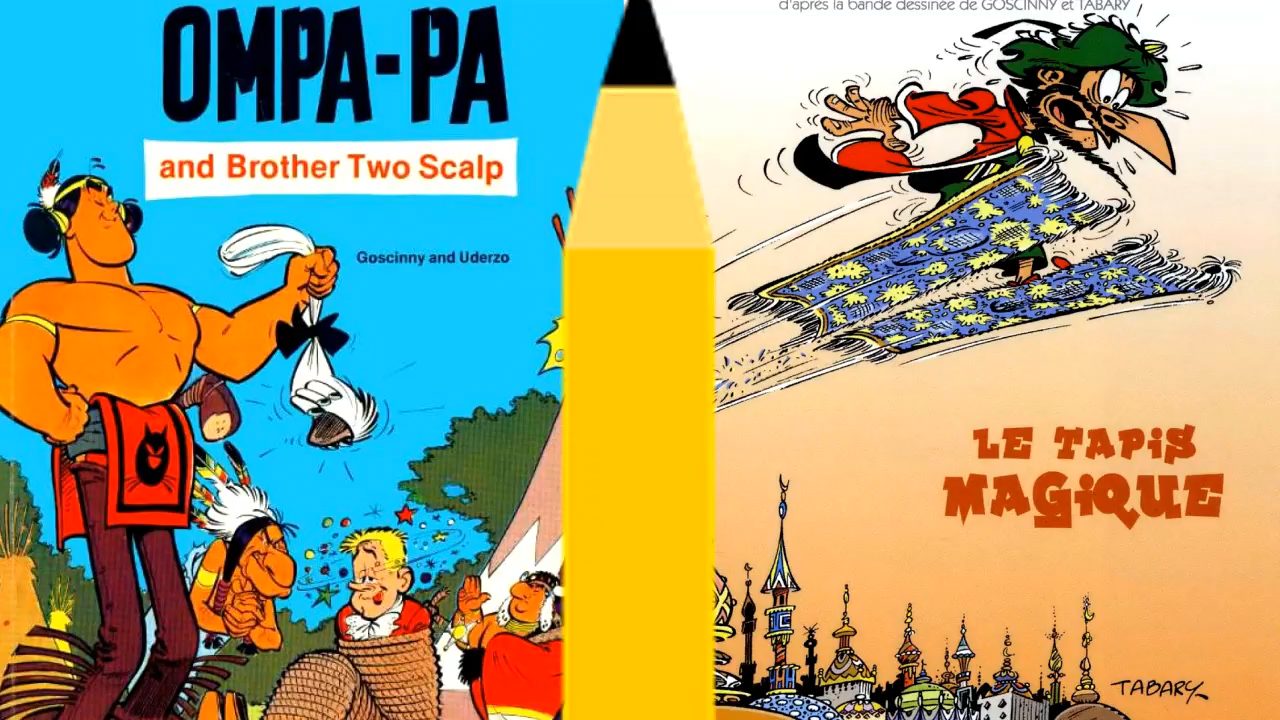 OMPA-PA
and Brother Two Scalp
Goscinny and Uderzo
d'après la bande dessinée de GOSCINNY et TABARY
LE TAPiS
MAGiQUE
TABARY